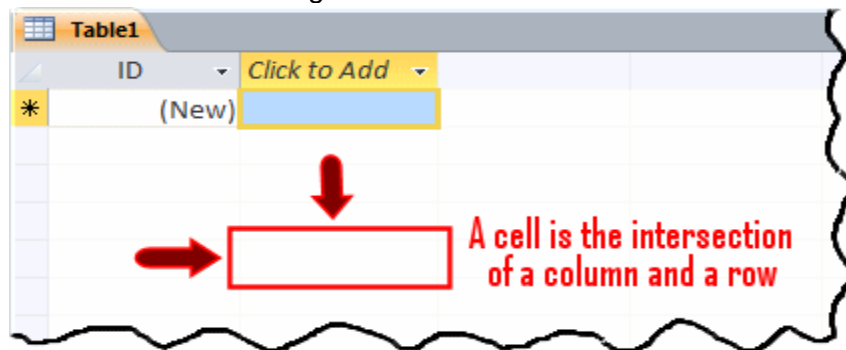 Table1
ID Click to Add
* (New)
A cell is the intersection
of a column and a row